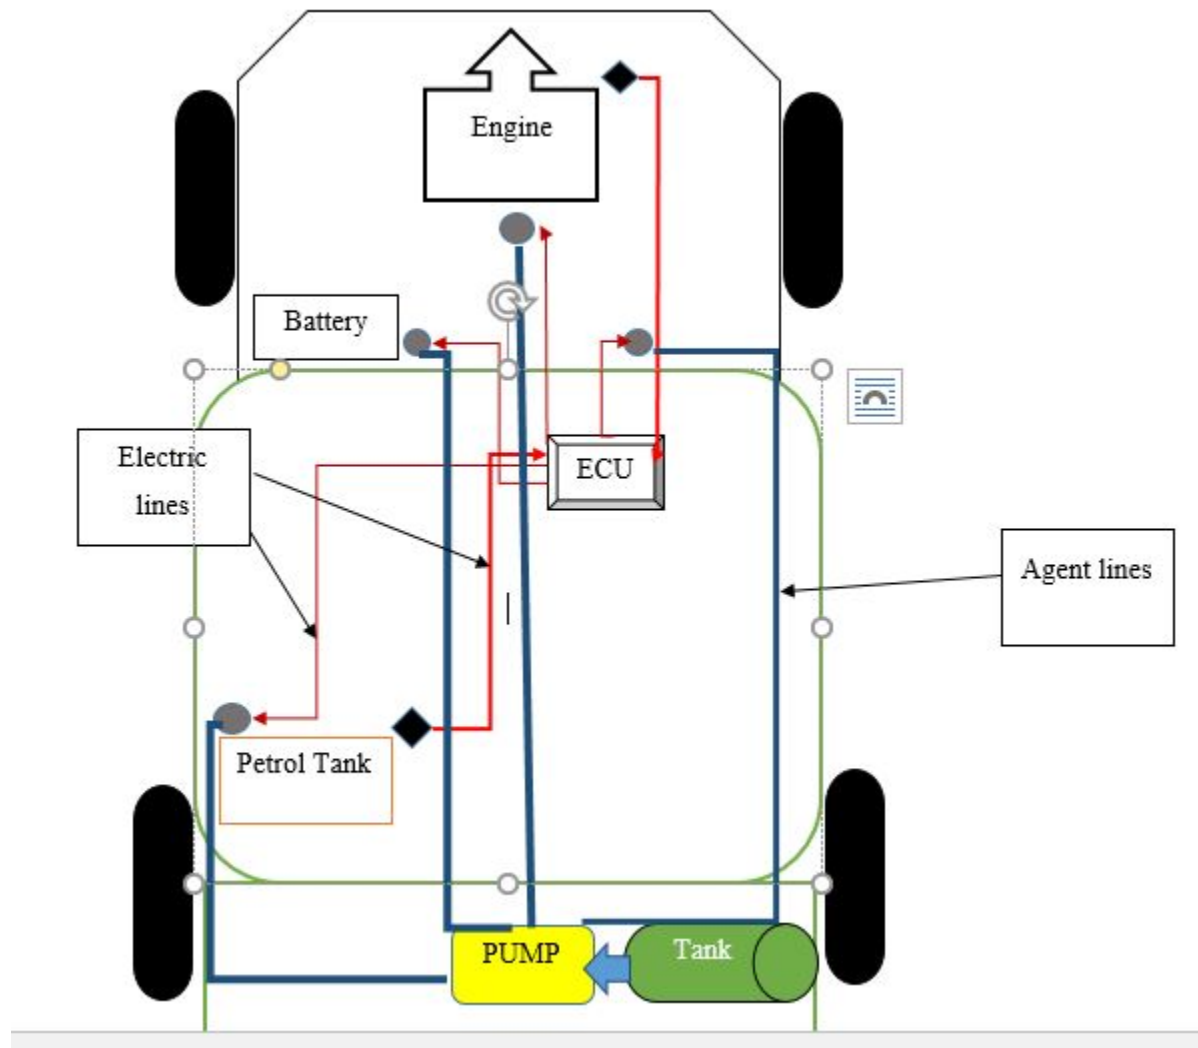 Engine
Battery
Electric
lines
ECU
Agent lines
Petrol Tank
PUMP
Tank